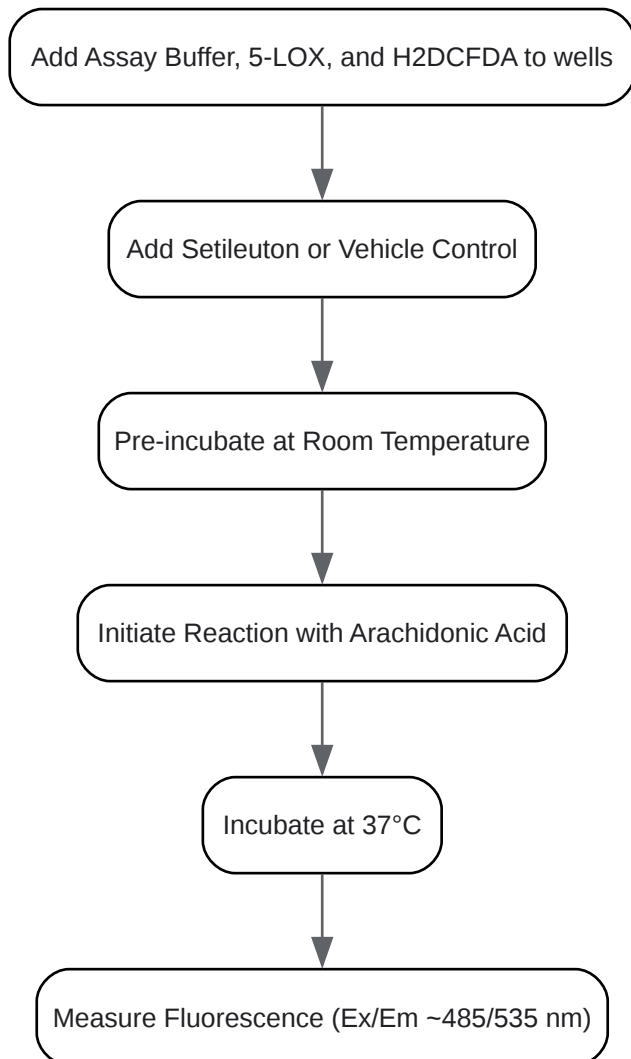 Add Assay Buffer, 5-LOX, and H2DCFDA to wells
Add Setileuton or Vehicle Control
Pre-incubate at Room Temperature
Initiate Reaction with Arachidonic Acid
Incubate at 37°C
Measure Fluorescence (Ex/Em ~485/535 nm)